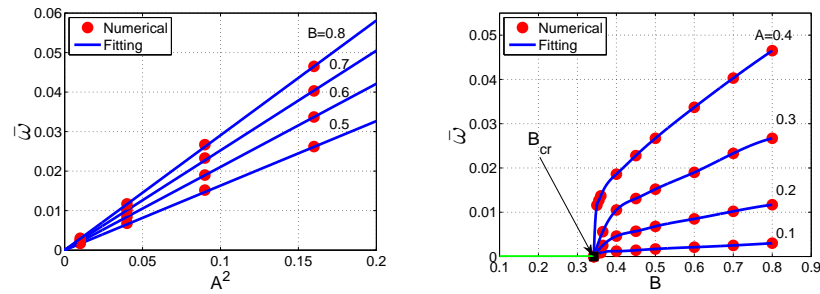 0.06
0.05
0.04
0.03
0.02
0.01
0
Numerical
Fitting
B=0.8
0.7
0.6
0.5
ω̄
0 0.05 0.1 0.15 0.2
A²
0.05
0.04
0.03
0.02
0.01
0
Numerical
Fitting
A=0.4
0.3
0.2
0.1
B_cr
ω̄
0.1 0.2 0.3 0.4 0.5 0.6 0.7 0.8 0.9
B